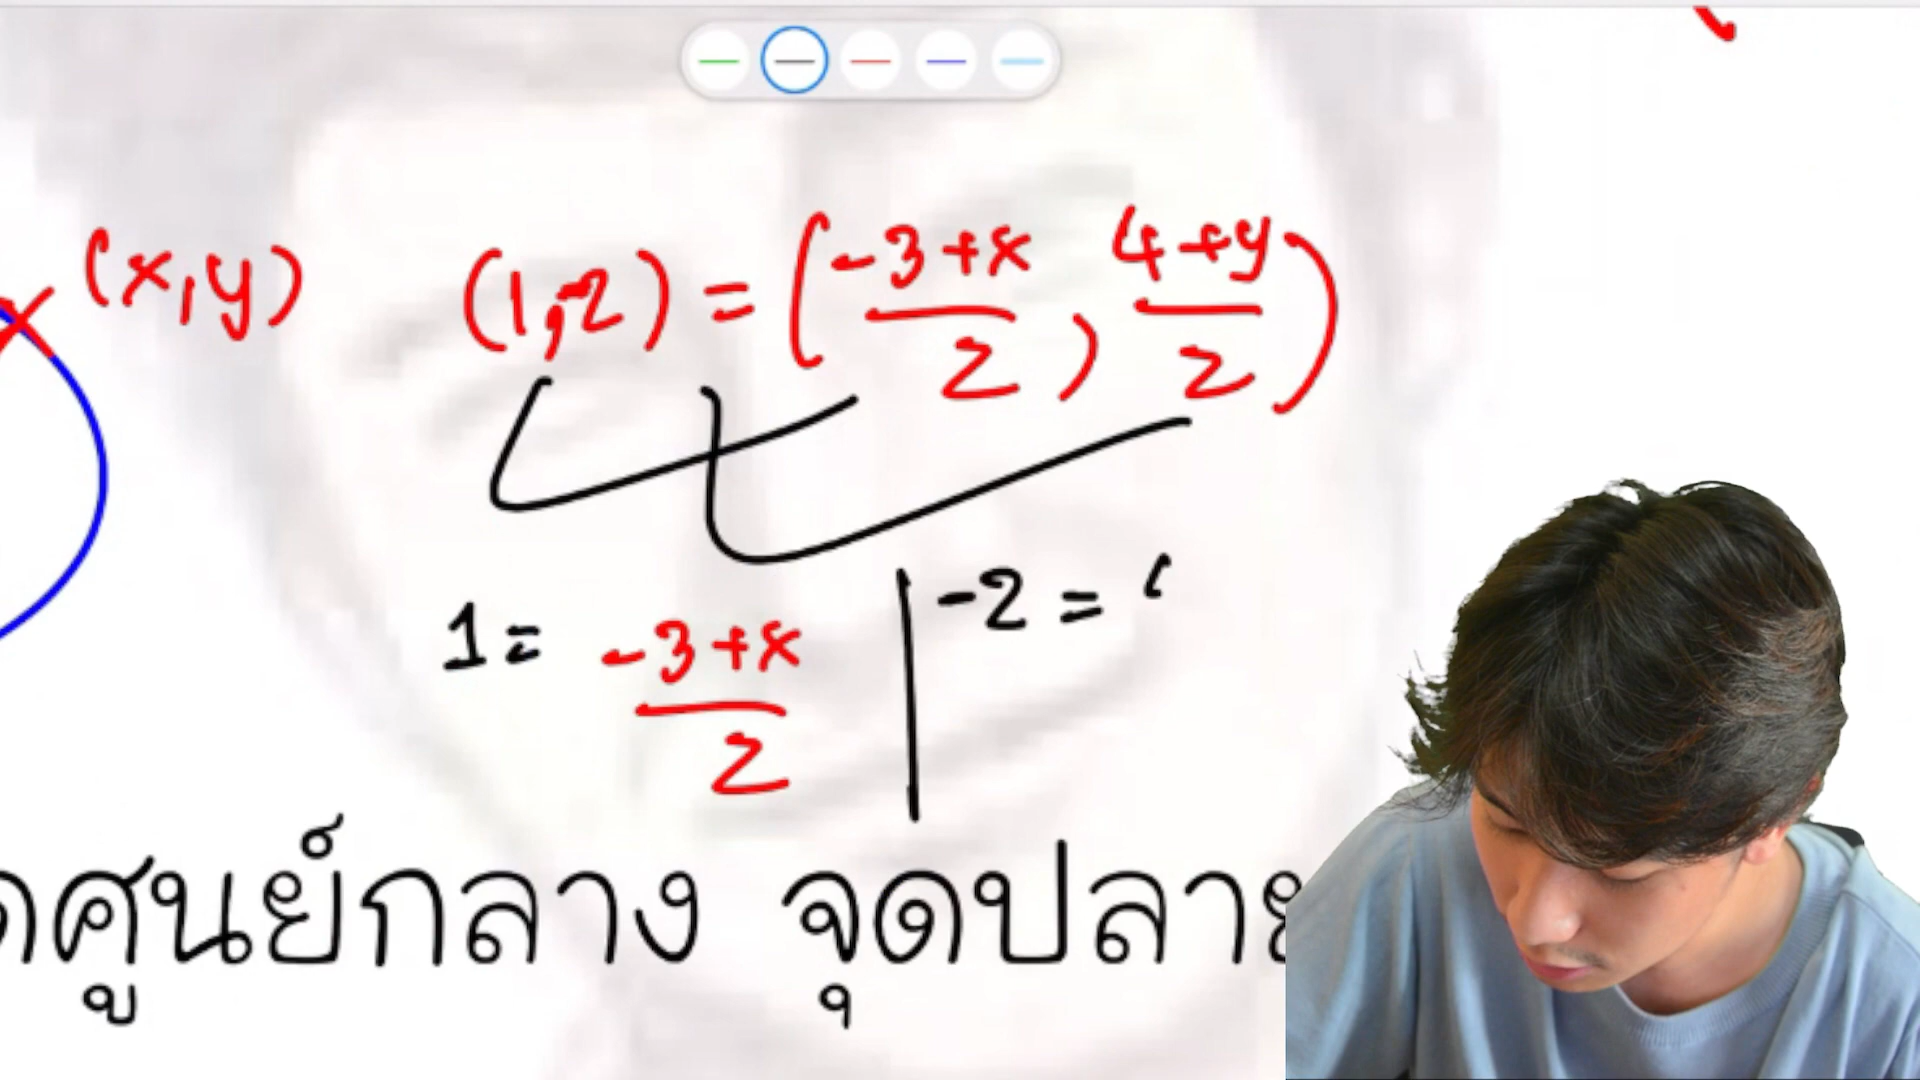 (x,y) (1,-2) = (-3+x/2, 4+y/2)
1 = -3+x/2 | -2 =
ศูนย์กลาง จุดปลาย